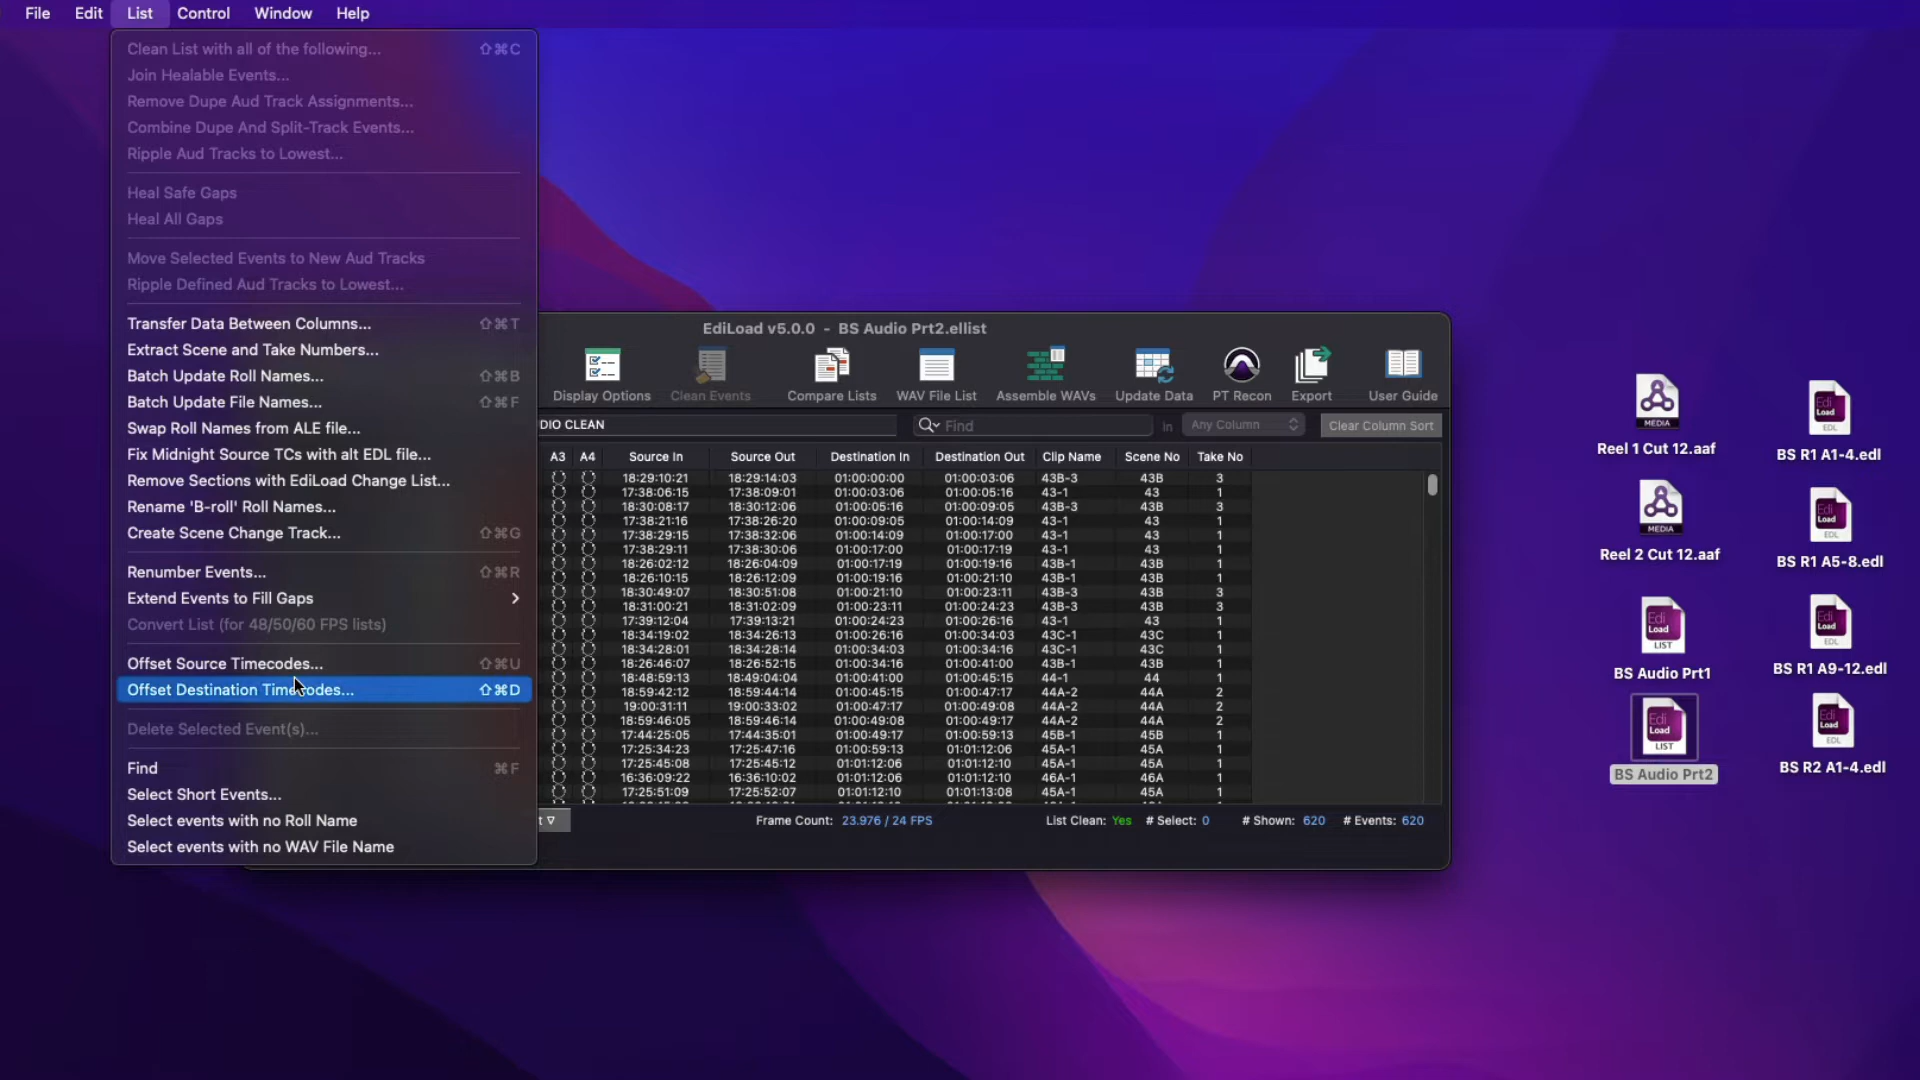 File Edit List Control Window Help
Clean List with all of the following... ⇧⌘C
Join Healable Events...
Remove Dupe Aud Track Assignments...
Combine Dupe And Split-Track Events...
Ripple Aud Tracks to Lowest...
Heal Safe Gaps
Heal All Gaps
Move Selected Events to New Aud Tracks
Ripple Defined Aud Tracks to Lowest...
Transfer Data Between Columns... ⇧⌘T
Extract Scene and Take Numbers...
Batch Update Roll Names... ⇧⌘B
Batch Update File Names... ⇧⌘F
Swap Roll Names from ALE file...
Fix Midnight Source TCs with alt EDL file...
Remove Sections with EdiLoad Change List...
Rename 'B-roll' Roll Names...
Create Scene Change Track... ⇧⌘G
Renumber Events... ⇧⌘R
Extend Events to Fill Gaps >
Convert List (for 48/50/60 FPS lists)
Offset Source Timecodes... ⇧⌘U
Offset Destination Timecodes... ⇧⌘D
Delete Selected Event(s)...
Find ⌘F
Select Short Events...
Select events with no Roll Name
Select events with no WAV File Name
EdiLoad v5.0.0 - BS Audio Prt2.ellist
Display Options Clean Events Compare Lists WAV File List Assemble WAVs Update Data PT Recon Export User Guide
DIO CLEAN Find in Any Column Clear Column Sort
A3 A4 Source In Source Out Destination In Destination Out Clip Name Scene No Take No
18:29:10:21 18:29:14:03 01:00:00:00 01:00:03:06 43B-3 43B 3
17:38:06:15 17:38:09:01 01:00:03:06 01:00:05:16 43-1 43 1
18:30:08:17 18:30:12:06 01:00:05:16 01:00:09:05 43B-3 43B 3
17:38:21:16 17:38:26:20 01:00:09:05 01:00:14:09 43-1 43 1
17:38:29:15 17:38:32:06 01:00:14:09 01:00:17:00 43-1 43 1
17:38:29:11 17:38:30:06 01:00:17:00 01:00:17:19 43-1 43 1
18:26:02:12 18:26:04:09 01:00:17:19 01:00:19:16 43B-1 43B 1
18:26:10:15 18:26:12:09 01:00:19:16 01:00:21:10 43B-1 43B 1
18:30:49:07 18:30:51:08 01:00:21:10 01:00:23:11 43B-3 43B 3
18:31:00:21 18:31:02:09 01:00:23:11 01:00:24:23 43B-3 43B 3
17:39:12:04 17:39:13:21 01:00:24:23 01:00:26:16 43-1 43 1
18:34:19:02 18:34:26:13 01:00:26:16 01:00:34:03 43C-1 43C 1
18:34:28:01 18:34:28:14 01:00:34:03 01:00:34:16 43C-1 43C 1
18:26:46:07 18:26:52:15 01:00:34:16 01:00:41:00 43B-1 43B 1
18:48:59:13 18:49:04:04 01:00:41:00 01:00:45:15 44-1 44 1
18:59:42:12 18:59:44:14 01:00:45:15 01:00:47:17 44A-2 44A 2
19:00:31:11 19:00:33:02 01:00:47:17 01:00:49:08 44A-2 44A 2
18:59:46:05 18:59:46:14 01:00:49:08 01:00:49:17 44A-2 44A 2
17:44:25:05 17:44:35:01 01:00:49:17 01:00:59:13 45B-1 45B 1
17:25:34:23 17:25:47:16 01:00:59:13 01:01:12:06 45A-1 45A 1
17:25:45:08 17:25:45:12 01:01:12:06 01:01:12:10 45A-1 45A 1
16:36:09:22 16:36:10:02 01:01:12:06 01:01:12:10 46A-1 46A 1
17:25:51:09 17:25:52:07 01:01:12:10 01:01:13:08 45A-1 45A 1
Frame Count: 23.976 / 24 FPS List Clean: Yes # Select: 0 # Shown: 620 # Events: 620
MEDIA
Reel 1 Cut 12.aaf
Edi Load EDL
BS R1 A1-4.edl
MEDIA
Reel 2 Cut 12.aaf
Edi Load EDL
BS R1 A5-8.edl
Edi Load LIST
BS Audio Prt1
Edi Load EDL
BS R1 A9-12.edl
Edi Load LIST
BS Audio Prt2
Edi Load EDL
BS R2 A1-4.edl